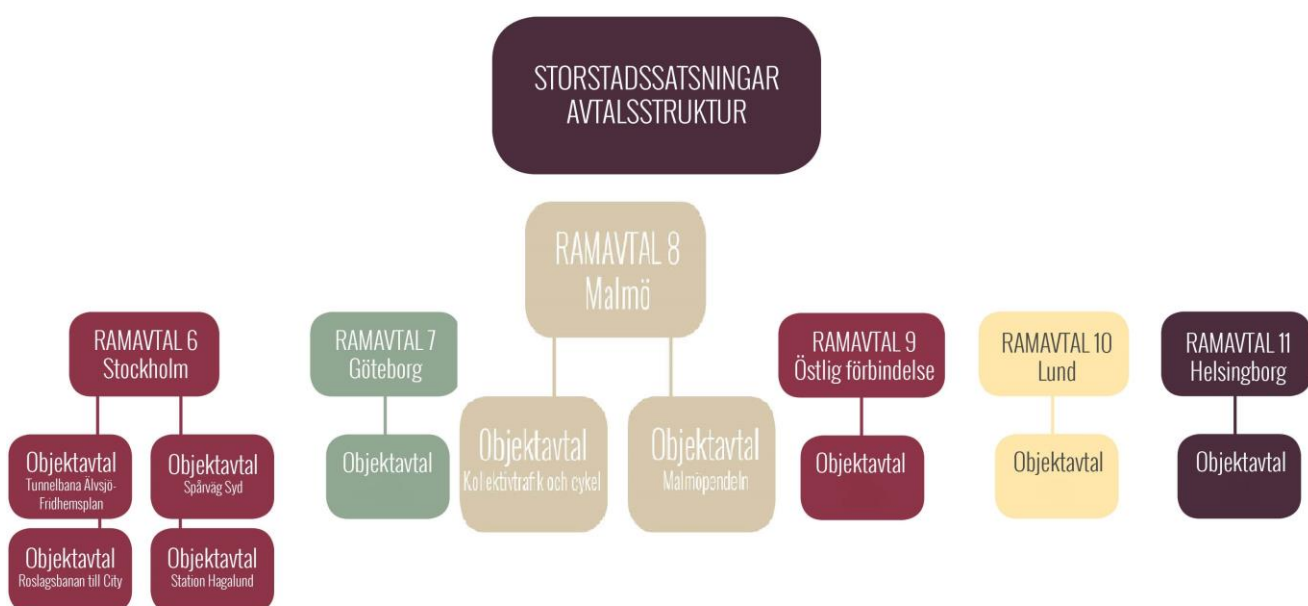 STORSTADSSATSNINGAR
AVTALSSTRUKTUR
RAMAVTAL 8
Malmö
RAMAVTAL 6
Stockholm
RAMAVTAL 7
Göteborg
RAMAVTAL 9
Östlig förbindelse
RAMAVTAL 10
Lund
RAMAVTAL 11
Helsingborg
Objektavtal
Tunnelbana Älvsjö-
Fridhemsplan
Objektavtal
Spårväg Syd
Objektavtal
Objektavtal
Kollektivtrafik och cykel
Objektavtal
Malmöpendeln
Objektavtal
Objektavtal
Objektavtal
Objektavtal
Roslagsbanan till City
Objektavtal
Station Hagalund